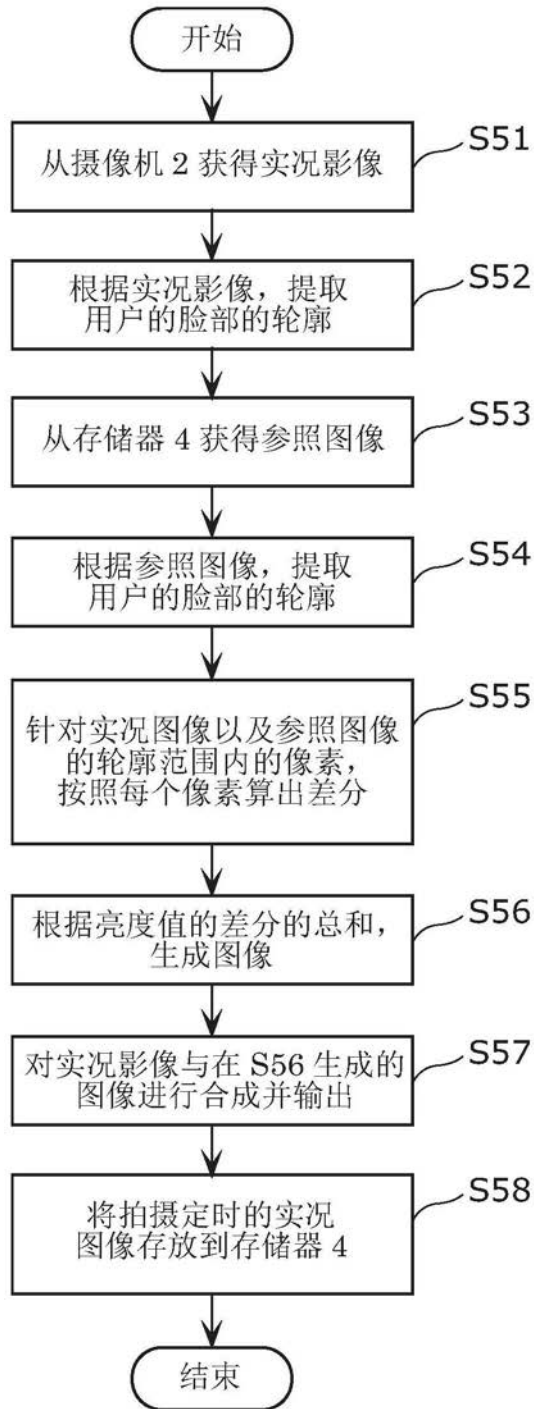 开始
从摄像机 2 获得实况影像
S51
根据实况影像，提取
用户的脸部的轮廓
S52
从存储器 4 获得参照图像
S53
根据参照图像，提取
用户的脸部的轮廓
S54
针对实况图像以及参照图像
的轮廓范围内的像素，
按照每个像素算出差分
S55
根据亮度值的差分的总和，
生成图像
S56
对实况影像与在 S56 生成的
图像进行合成并输出
S57
将拍摄定时的实况
图像存放到存储器 4
S58
结束